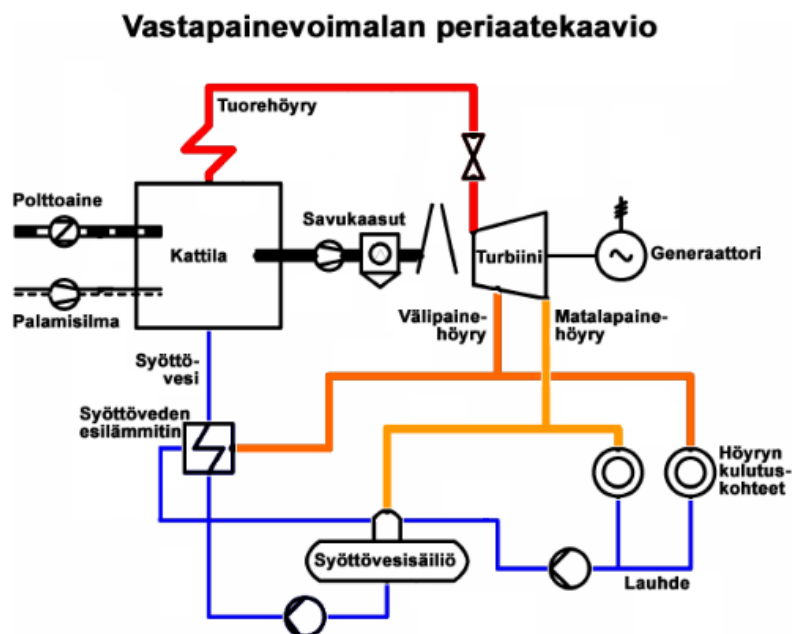 Vastapainevoimalan periaatekaavio
Tuorehöyry
Polttoaine
Savukaasut
Kattila
Turbiini
Generaattori
Palamisilma
Välipaine-
höyry
Matalapaine-
höyry
Syöttö-
vesi
Syöttöveden
esilämmitin
Höyryn
kulutus-
kohteet
Syöttövesisäiliö
Lauhde